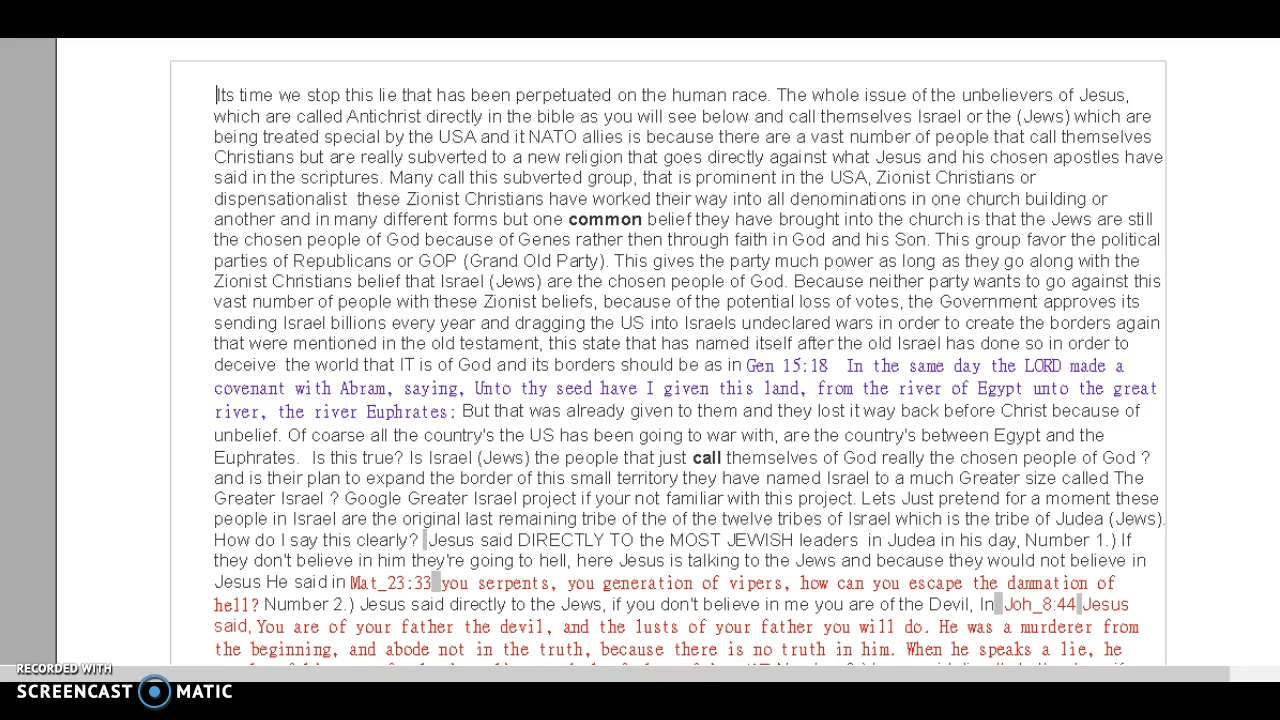 Its time we stop this lie that has been perpetuated on the human race. The whole issue of the unbelievers of Jesus,
which are called Antichrist directly in the bible as you will see below and call themselves Israel or the (Jews) which are
being treated special by the USA and it NATO allies is because there are a vast number of people that call themselves
Christians but are really subverted to a new religion that goes directly against what Jesus and his chosen apostles have
said in the scriptures. Many call this subverted group, that is prominent in the USA, Zionist Christians or
dispensationalist these Zionist Christians have worked their way into all denominations in one church building or
another and in many different forms but one common belief they have brought into the church is that the Jews are still
the chosen people of God because of Genes rather then through faith in God and his Son. This group favor the political
parties of Republicans or GOP (Grand Old Party). This gives the party much power as long as they go along with the
Zionist Christians belief that Israel (Jews) are the chosen people of God. Because neither party wants to go against this
vast number of people with these Zionist beliefs, because of the potential loss of votes, the Government approves its
sending Israel billions every year and dragging the US into Israels undeclared wars in order to create the borders again
that were mentioned in the old testament, this state that has named itself after the old Israel has done so in order to
deceive the world that IT is of God and its borders should be as in Gen 15:18 In the same day the LORD made a
covenant with Abram, saying, Unto thy seed have I given this land, from the river of Egypt unto the great
river, the river Euphrates: But that was already given to them and they lost it way back before Christ because of
unbelief. Of coarse all the country's the US has been going to war with, are the country's between Egypt and the
Euphrates. Is this true? Is Israel (Jews) the people that just call themselves of God really the chosen people of God ?
and is their plan to expand the border of this small territory they have named Israel to a much Greater size called The
Greater Israel ? Google Greater Israel project if your not familiar with this project. Lets Just pretend for a moment these
people in Israel are the original last remaining tribe of the of the twelve tribes of Israel which is the tribe of Judea (Jews).
How do I say this clearly? Jesus said DIRECTLY TO the MOST JEWISH leaders in Judea in his day, Number 1.) If
they don't believe in him they're going to hell, here Jesus is talking to the Jews and because they would not believe in
Jesus He said in Mat_23:33 you serpents, you generation of vipers, how can you escape the damnation of
hell? Number 2.) Jesus said directly to the Jews, if you don't believe in me you are of the Devil, In Joh_8:44 Jesus
said, You are of your father the devil, and the lusts of your father you will do. He was a murderer from
the beginning, and abode not in the truth, because there is no truth in him. When he speaks a lie, he
RECORDED WITH
SCREENCAST MATIC